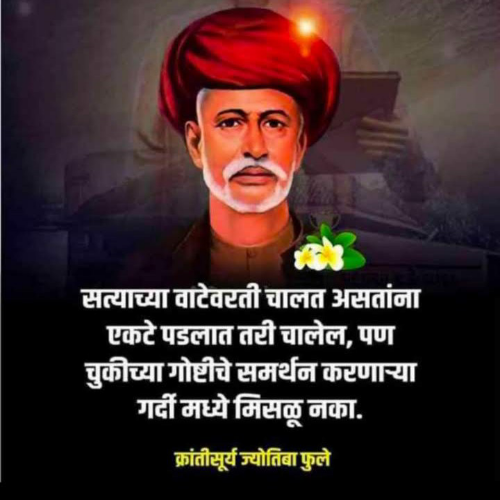 सत्याच्या वाटेवरती चालत असतांना
एकटे पडलात तरी चालेल, पण
चुकीच्या गोष्टीचे समर्थन करणाऱ्या
गर्दी मध्ये मिसळू नका.
क्रांतीसूर्य ज्योतिबा फुले